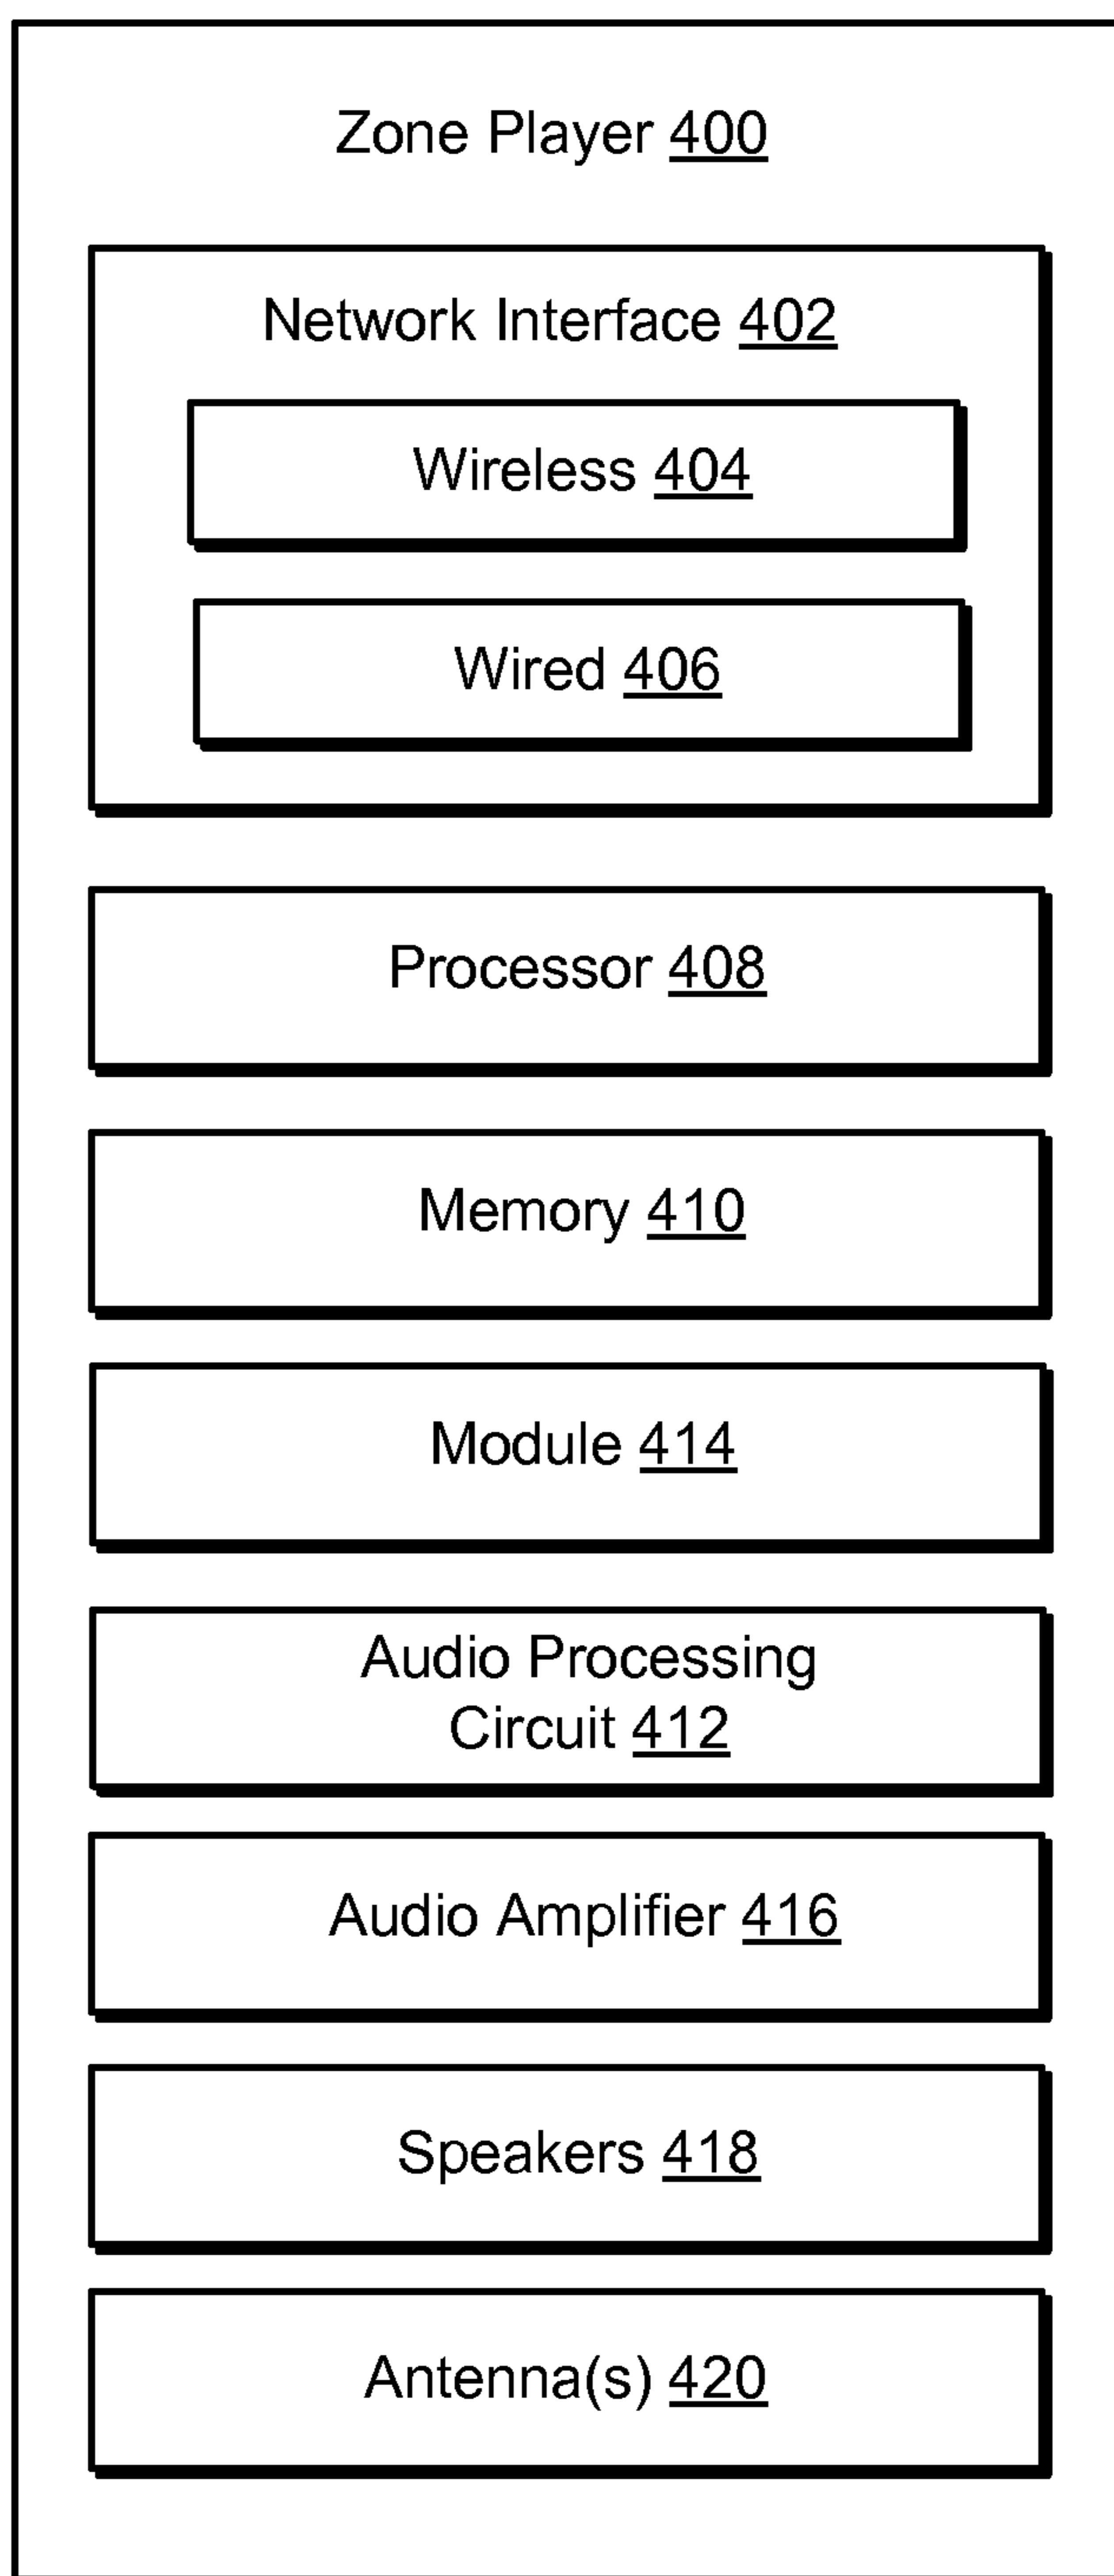 Zone Player 400
Network Interface 402
Wireless 404
Wired 406
Processor 408
Memory 410
Module 414
Audio Processing
Circuit 412
Audio Amplifier 416
Speakers 418
Antenna(s) 420